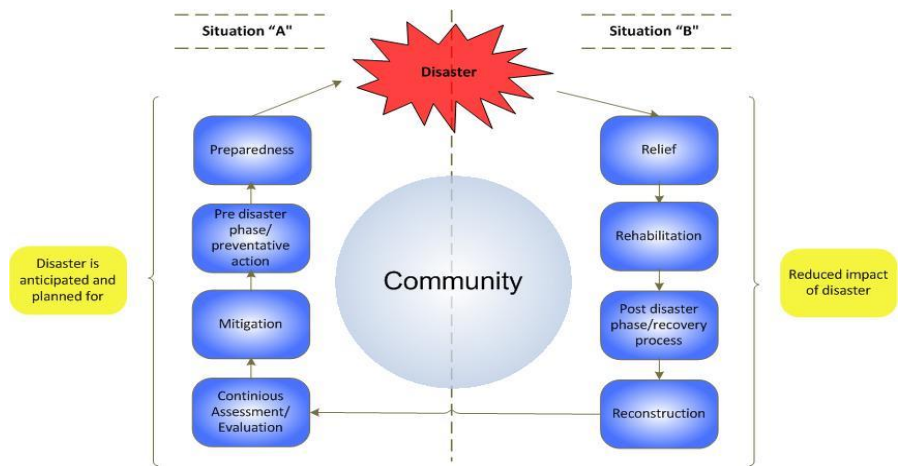 Situation “A"
Situation “B"
Disaster
Preparedness
Pre disaster
phase/
preventative
action
Mitigation
Continious
Assessment/
Evaluation
Disaster is
anticipated and
planned for
Community
Relief
Rehabilitation
Post disaster
phase/recovery
process
Reconstruction
Reduced impact
of disaster